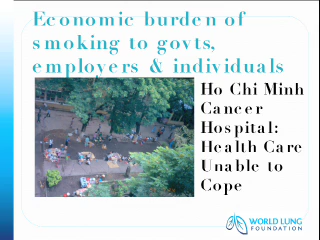 Economic burden of
smoking to govts,
employers & individuals
Ho Chi Minh
Cancer
Hospital:
Health Care
Unable to
Cope
WORLD LUNG
FOUNDATION